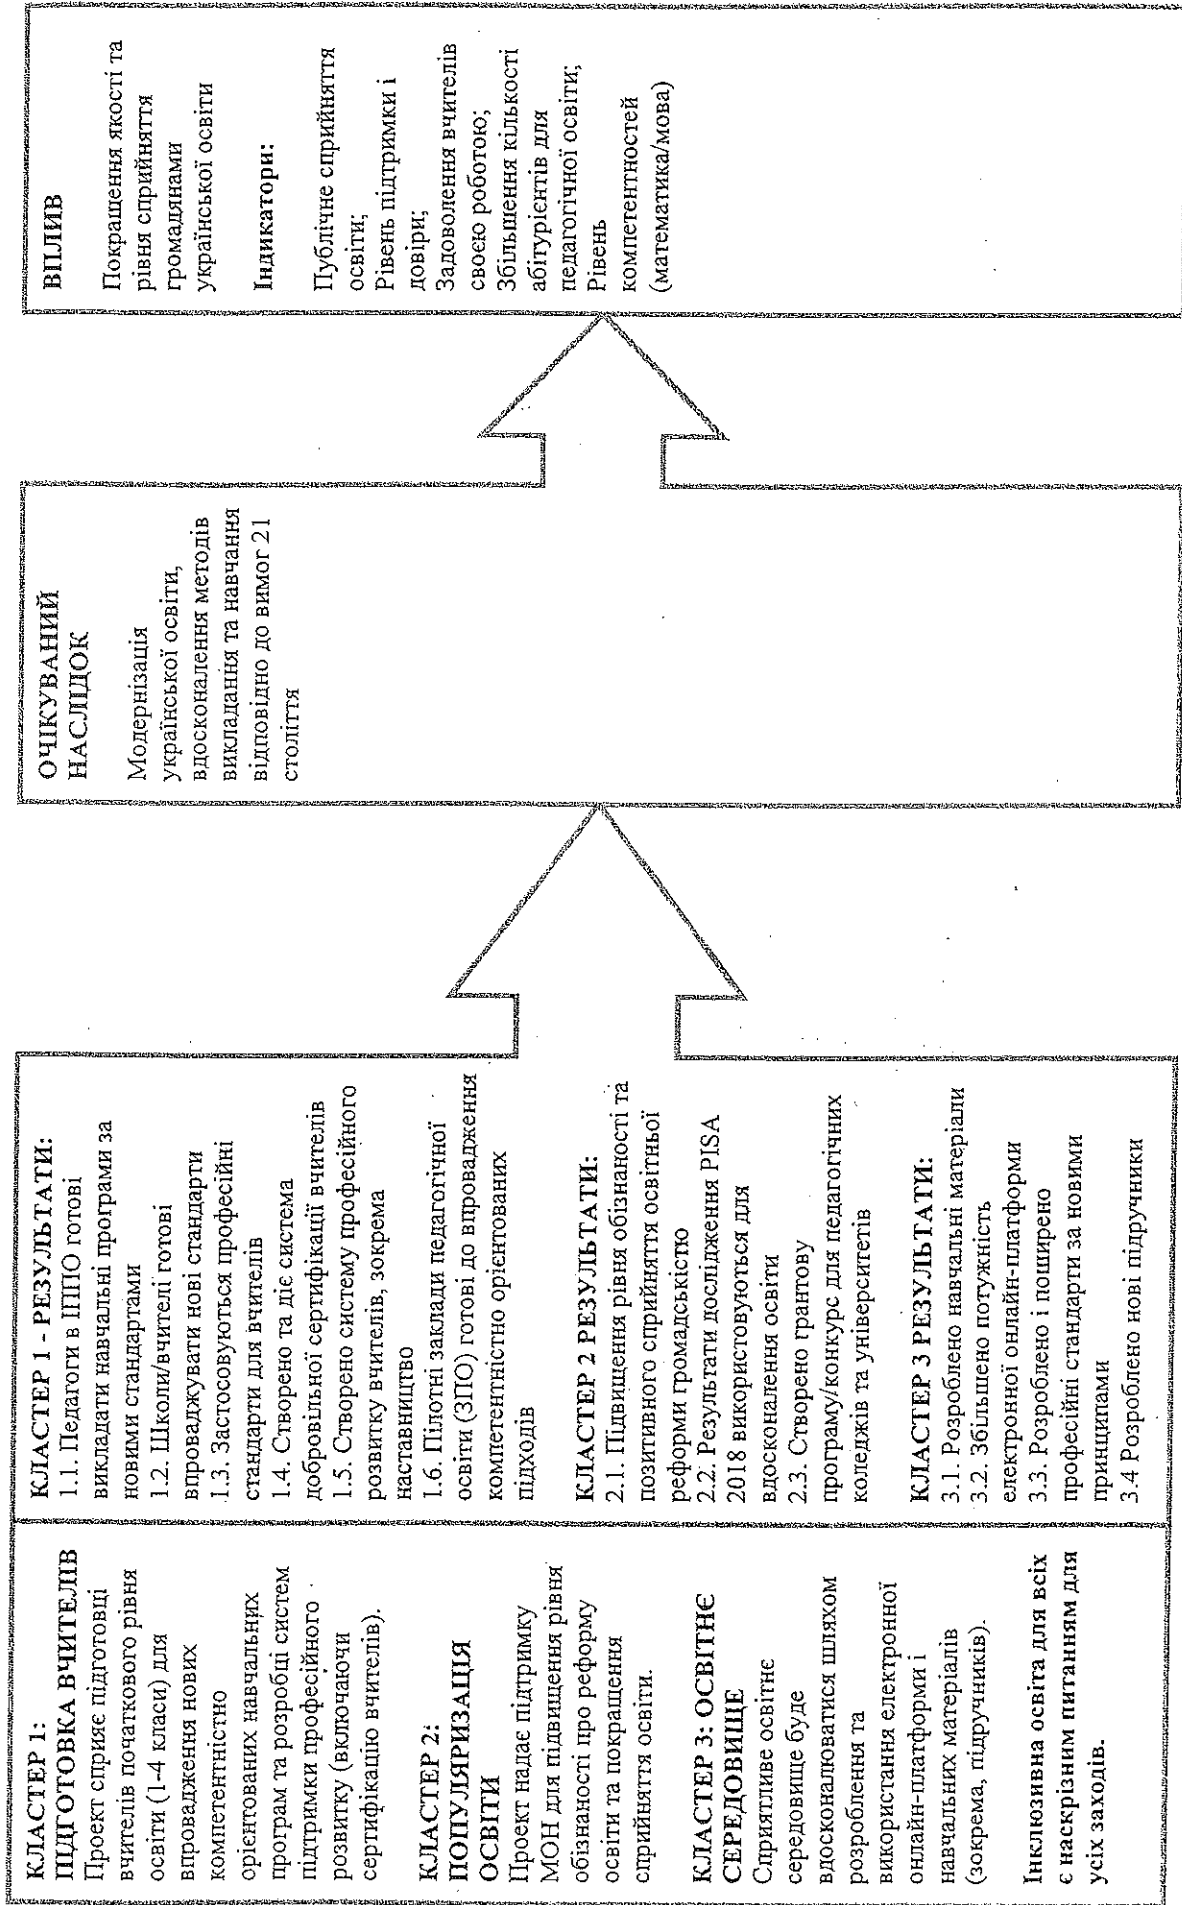 КЛАСТЕР 1:
ПІДГОТОВКА ВЧИТЕЛІВ
Проект сприяє підготовці
вчителів початкового рівня
освіти (1-4 класи) для
впровадження нових
компетентністно
орієнтованих навчальних
програм та розробці систем
підтримки професійного
розвитку (включаючи
сертифікацію вчителів).
КЛАСТЕР 2:
ПОПУЛЯРИЗАЦІЯ
ОСВІТИ
Проект надає підтримку
МОН для підвищення рівня
обізнаності про реформу
освіти та покращення
сприйняття освіти.
КЛАСТЕР 3: ОСВІТНЄ
СЕРЕДОВИЩЕ
Сприятливе освітнє
середовище буде
вдосконалюватися шляхом
розроблення та
використання електронної
онлайн-платформи і
навчальних матеріалів
(зокрема, підручників).
Інклюзивна освіта для всіх
є наскрізним питанням для
усіх заходів.
КЛАСТЕР 1 - РЕЗУЛЬТАТИ:
1.1. Педагоги в ІППО готові
викладати навчальні програми за
новими стандартами
1.2. Школи/вчителі готові
впроваджувати нові стандарти
1.3. Застосовуються професійні
стандарти для вчителів
1.4. Створено та діє система
добровільної сертифікації вчителів
1.5. Створено систему професійного
розвитку вчителів, зокрема
наставництво
1.6. Пілотні заклади педагогічної
освіти (ЗПО) готові до впровадження
компетентністно орієнтованих
підходів
КЛАСТЕР 2 РЕЗУЛЬТАТИ:
2.1. Підвищення рівня обізнаності та
позитивного сприйняття освітньої
реформи громадськістю
2.2. Результати дослідження PISA
2018 використовуються для
вдосконалення освіти
2.3. Створено грантову
програму/конкурс для педагогічних
коледжів та університетів
КЛАСТЕР 3 РЕЗУЛЬТАТИ:
3.1. Розроблено навчальні матеріали
3.2. Збільшено потужність
електронної онлайн-платформи
3.3. Розроблено і поширено
професійні стандарти за новими
принципами
3.4 Розроблено нові підручники
ОЧІКУВАНИЙ
НАСЛІДОК
Модернізація
української освіти,
вдосконалення методів
викладання та навчання
відповідно до вимог 21
століття
ВПЛИВ
Покращення якості та
рівня сприйняття
громадянами
української освіти
Індикатори:
Публічне сприйняття
освіти;
Рівень підтримки і
довіри;
Задоволення вчителів
своєю роботою;
Збільшення кількості
абітурієнтів для
педагогічної освіти;
Рівень
компетентностей
(математика/мова)